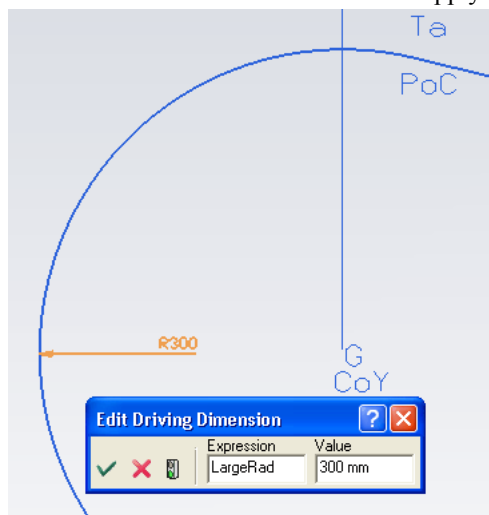 Ta
PoC
R300
G
CoY
Edit Driving Dimension
Expression Value
LargeRad 300 mm